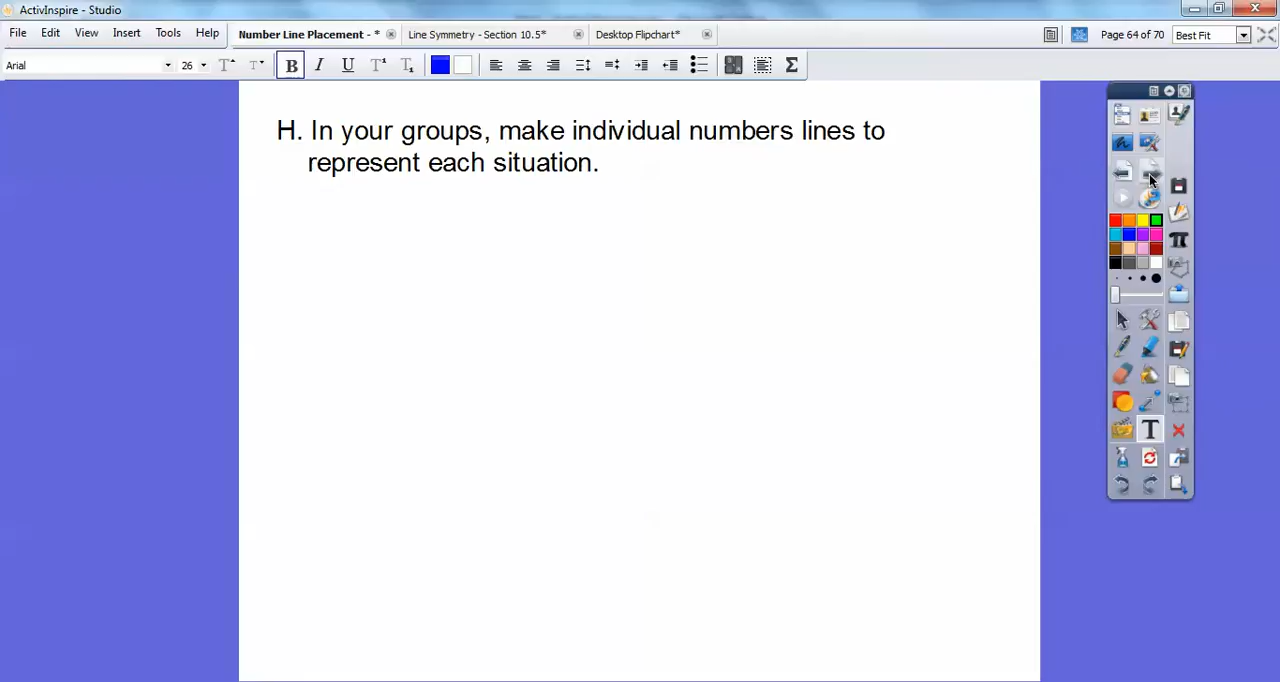 ActivInspire - Studio
File Edit View Insert Tools Help
Number Line Placement - *
Line Symmetry - Section 10.5*
Desktop Flipchart*
Page 64 of 70
Best Fit
Arial
26
B I U T T
H. In your groups, make individual numbers lines to
represent each situation.
T